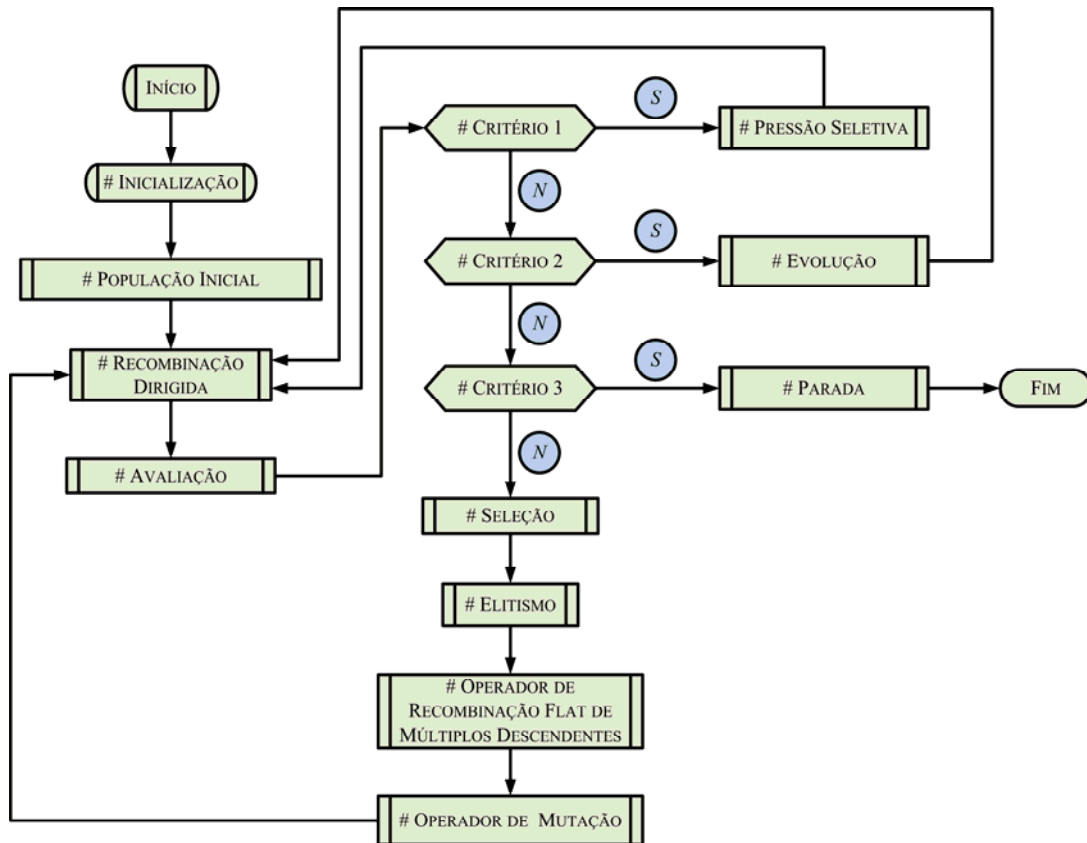 INÍCIO
# INICIALIZAÇÃO
# POPULAÇÃO INICIAL
# RECOMBINAÇÃO
DIRIGIDA
# AVALIAÇÃO
# CRITÉRIO 1
S
# PRESSÃO SELETIVA
N
# CRITÉRIO 2
S
# EVOLUÇÃO
N
# CRITÉRIO 3
S
# PARADA
FIM
N
# SELEÇÃO
# ELITISMO
# OPERADOR DE
RECOMBINAÇÃO FLAT DE
MÚLTIPLOS DESCENDENTES
# OPERADOR DE MUTAÇÃO